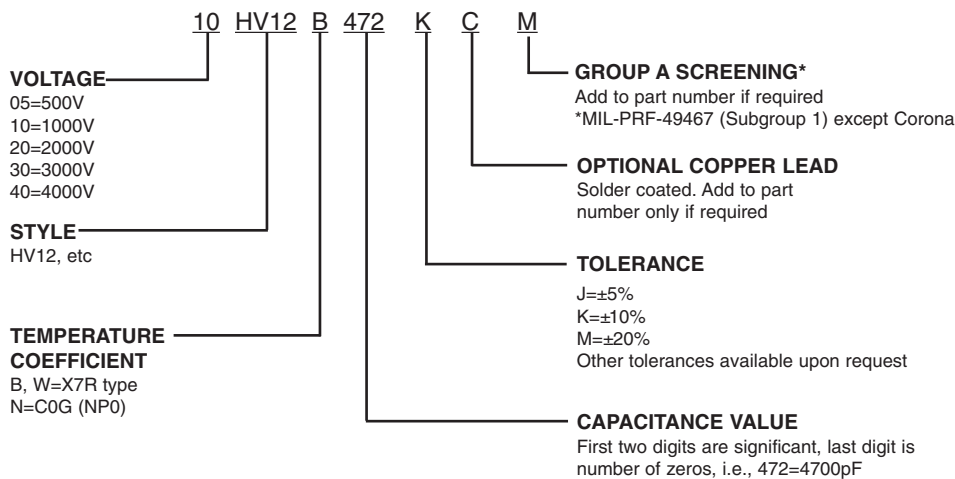 10 HV12 B 472 K C M
VOLTAGE
05=500V
10=1000V
20=2000V
30=3000V
40=4000V
STYLE
HV12, etc
TEMPERATURE
COEFFICIENT
B, W=X7R type
N=C0G (NP0)
GROUP A SCREENING*
Add to part number if required
*MIL-PRF-49467 (Subgroup 1) except Corona
OPTIONAL COPPER LEAD
Solder coated. Add to part
number only if required
TOLERANCE
J=±5%
K=±10%
M=±20%
Other tolerances available upon request
CAPACITANCE VALUE
First two digits are significant, last digit is
number of zeros, i.e., 472=4700pF